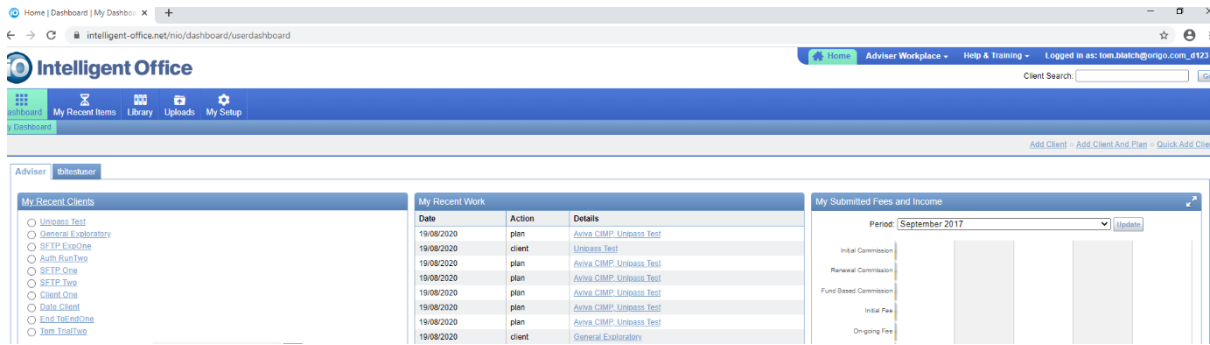 Home | Dashboard | My Dashboa
intelligent-office.net/nio/dashboard/userdashboard
Intelligent Office
Home Adviser Workplace Help & Training Logged in as: tom.blatch@origo.com_d123
Client Search:
ashboard My Recent Items Library Uploads My Setup
y Dashboard
Add Client Add Client And Plan Quick Add Clie
Adviser tbitestuser
My Recent Clients
Unipass Test
General Exploratory
SFTP ExpOne
Auth RunTwo
SFTP One
SFTP Two
Client One
Data Client
End ToEndOne
Tom TrialTwo
My Recent Work
Date Action Details
19/08/2020 plan Aviva CIMP, Unipass Test
19/08/2020 client Unipass Test
19/08/2020 plan Aviva CIMP, Unipass Test
19/08/2020 plan Aviva CIMP, Unipass Test
19/08/2020 plan Aviva CIMP, Unipass Test
19/08/2020 plan Aviva CIMP, Unipass Test
19/08/2020 plan Aviva CIMP, Unipass Test
19/08/2020 client General Exploratory
My Submitted Fees and Income
Period: September 2017 Update
Initial Commission
Renewal Commission
Fund Based Commission
Initial Fee
On-going Fee